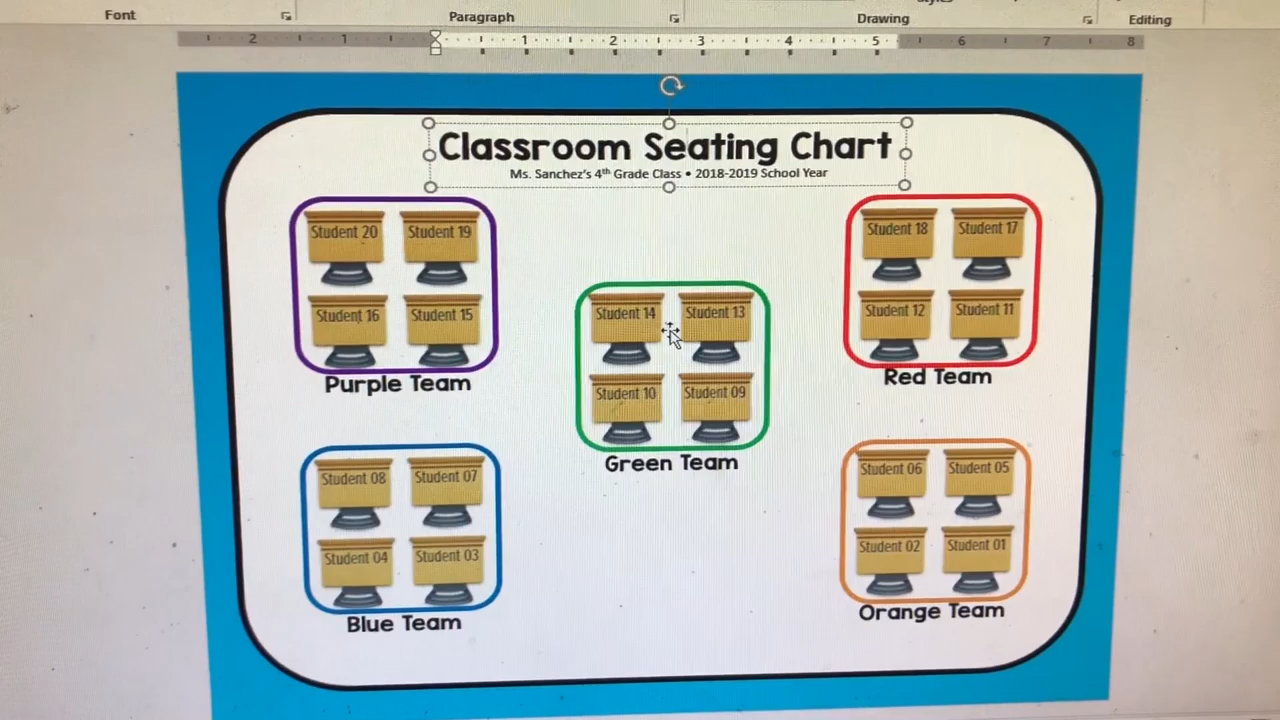 Font
Paragraph
Drawing
Editing
2 1 1 2 3 4 5 6 7 8
Classroom Seating Chart
Ms. Sanchez's 4th Grade Class • 2018-2019 School Year
Student 20 Student 19
Student 16 Student 15
Purple Team
Student 18 Student 17
Student 12 Student 11
Red Team
Student 14 Student 13
Student 10 Student 09
Green Team
Student 08 Student 07
Student 04 Student 03
Blue Team
Student 06 Student 05
Student 02 Student 01
Orange Team